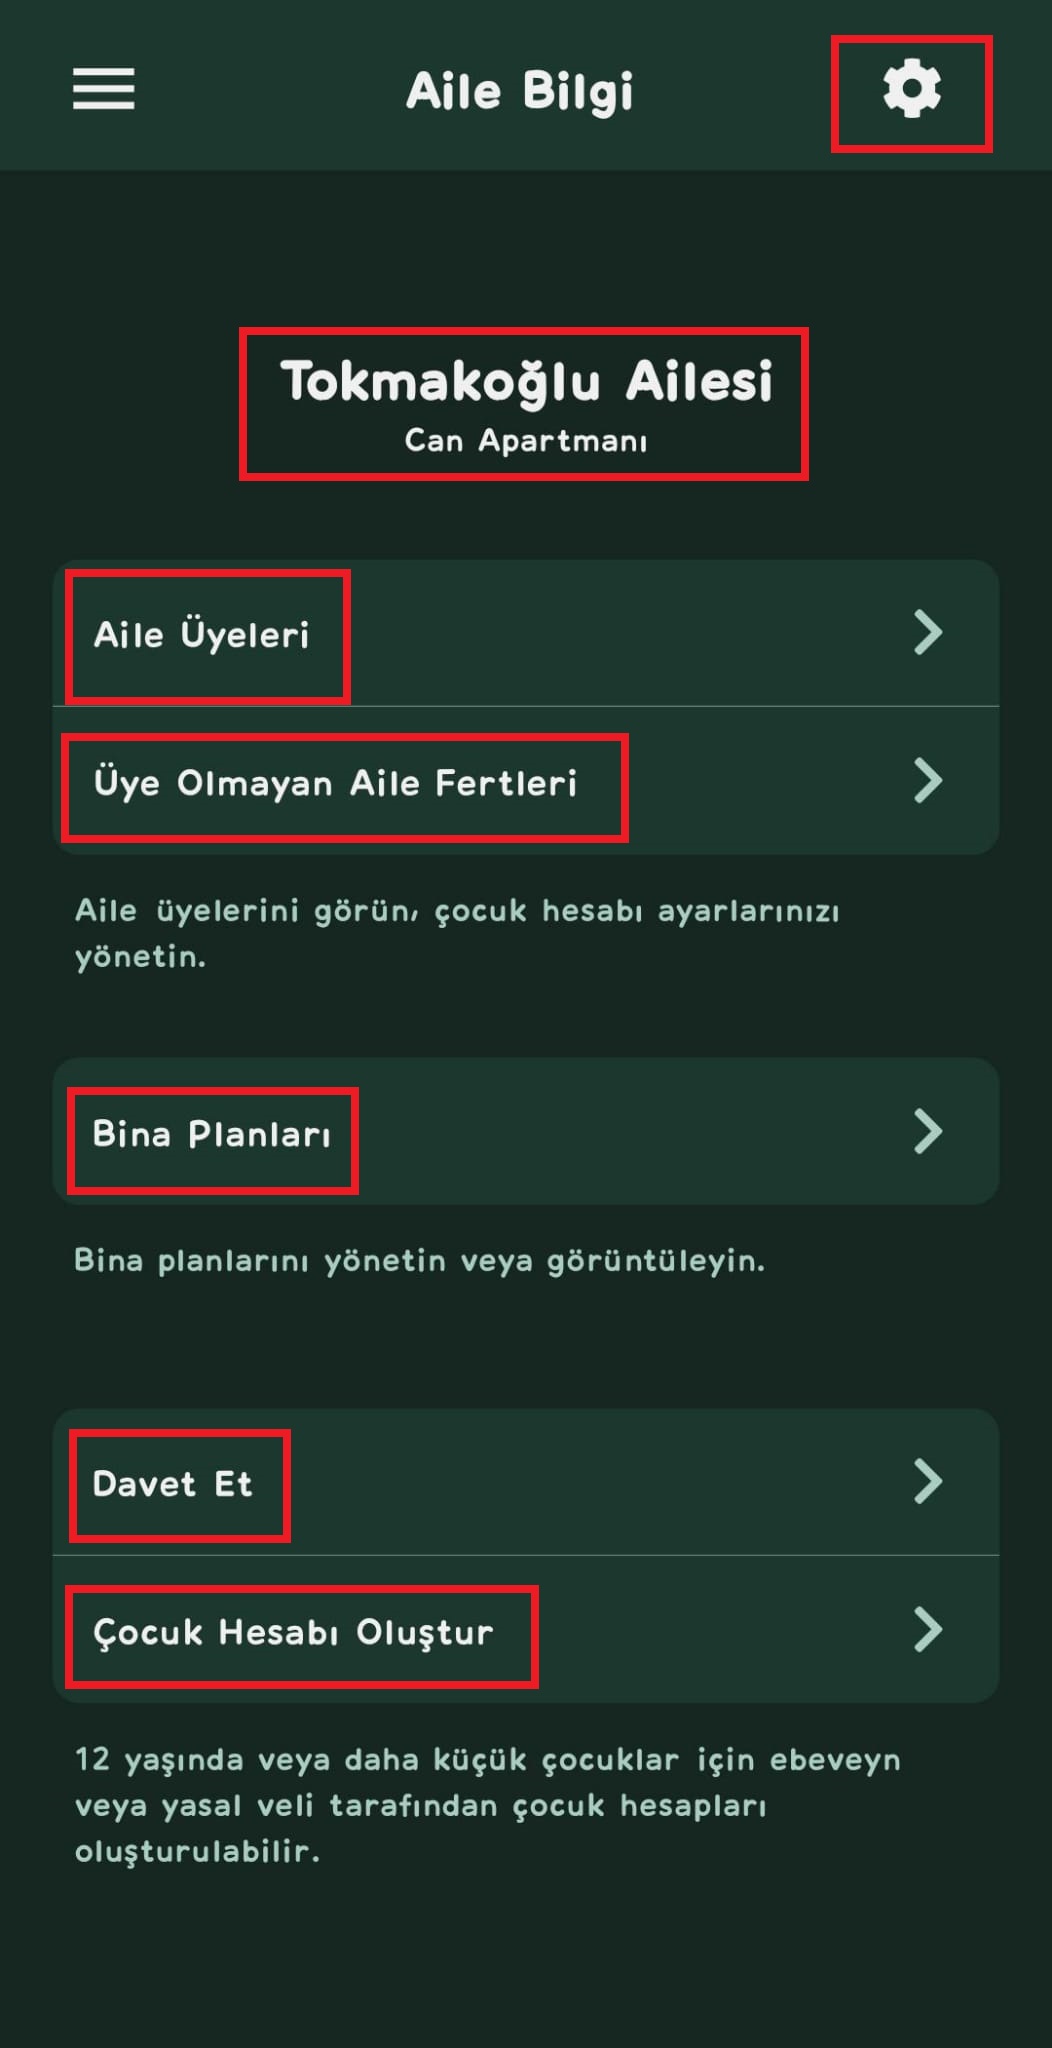 Aile Bilgi
Tokmakoğlu Ailesi
Can Apartmanı
Aile Üyeleri
Üye Olmayan Aile Fertleri
Aile üyelerini görün, çocuk hesabı ayarlarınızı
yönetin.
Bina Planları
Bina planlarını yönetin veya görüntüleyin.
Davet Et
Çocuk Hesabı Oluştur
12 yaşında veya daha küçük çocuklar için ebeveyn
veya yasal veli tarafından çocuk hesapları
oluşturulabilir.